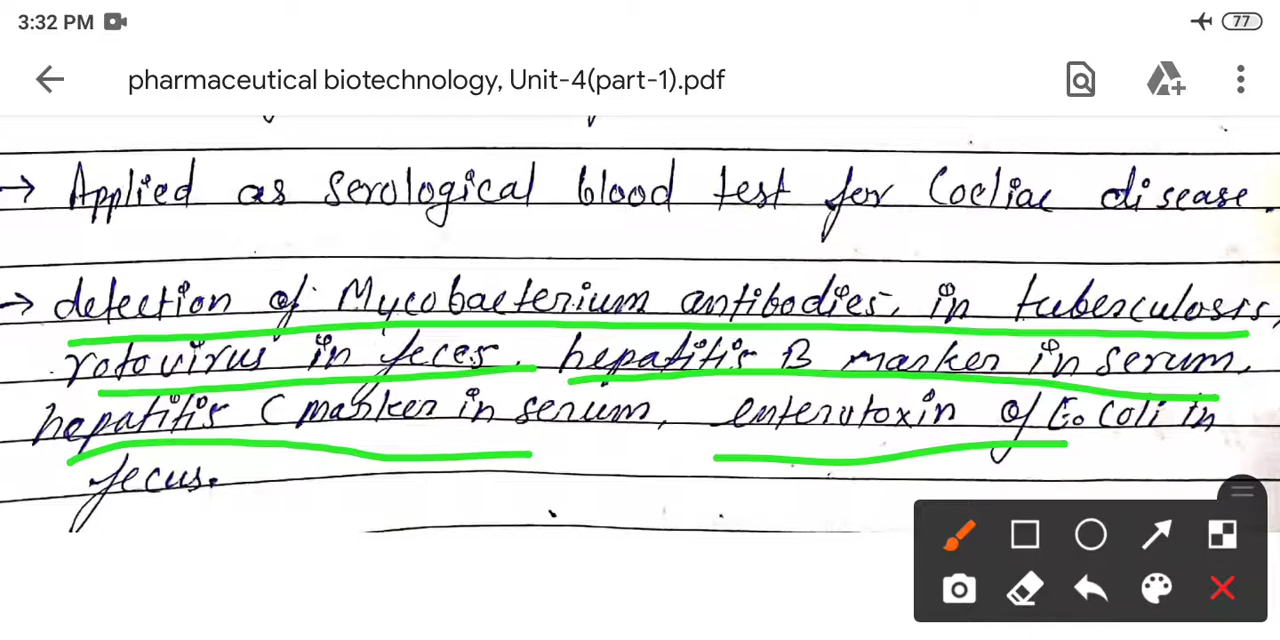 3:32 PM 77
pharmaceutical biotechnology, Unit-4(part-1).pdf
→ Applied as serological blood test for Coeliac disease.
→ detection of Mycobacterium antibodies, in tuberculosis,
rotovirus in feces, hepatitis B marker in serum,
hepatitis C marker in serum, enterotoxin of E. Coli in
fecus.